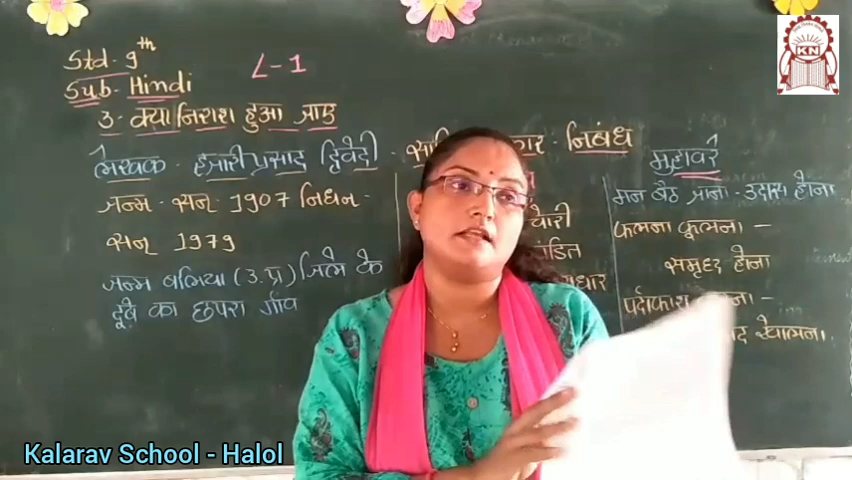 Std - 9th
Sub - Hindi
L-1
3 - क्या निराश हुआ जाए
लेखक - हजारी प्रसाद द्विवेदी - निबंध
जन्म - सन् 1907 निधन -
सन् 1979
जन्म बलिया (उ.प्र) जिले के
दूबे का छपरा गाँव
मुहावरे
मन बैठ जाना - उदास होना
फलना फूलना -
समृध्द होना
पर्दाफाश
KN
Kalarav School - Halol